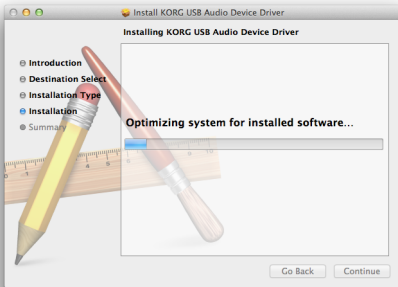 Install KORG USB Audio Device Driver
Installing KORG USB Audio Device Driver
Introduction
Destination Select
Installation Type
Installation
Summary
Optimizing system for installed software...
Go Back
Continue